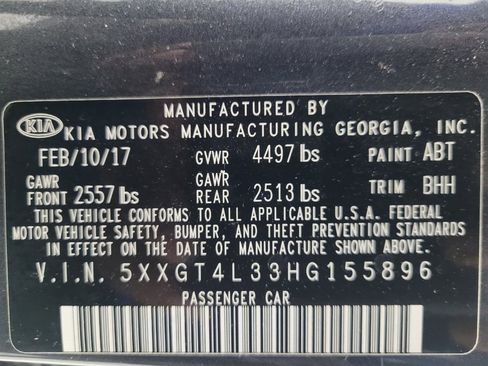 MANUFACTURED BY
KIA KIA MOTORS MANUFACTURING GEORGIA, INC.
FEB/10/17 GVWR 4497 lbs PAINT ABT
GAWR FRONT 2557 lbs GAWR REAR 2513 lbs TRIM BHH
THIS VEHICLE CONFORMS TO ALL APPLICABLE U.S.A. FEDERAL
MOTOR VEHICLE SAFETY, BUMPER, AND THEFT PREVENTION STANDARDS
IN EFFECT ON THE DATE OF MANUFACTURE SHOWN ABOVE.
V.I.N. 5XXGT4L33HG155896
PASSENGER CAR